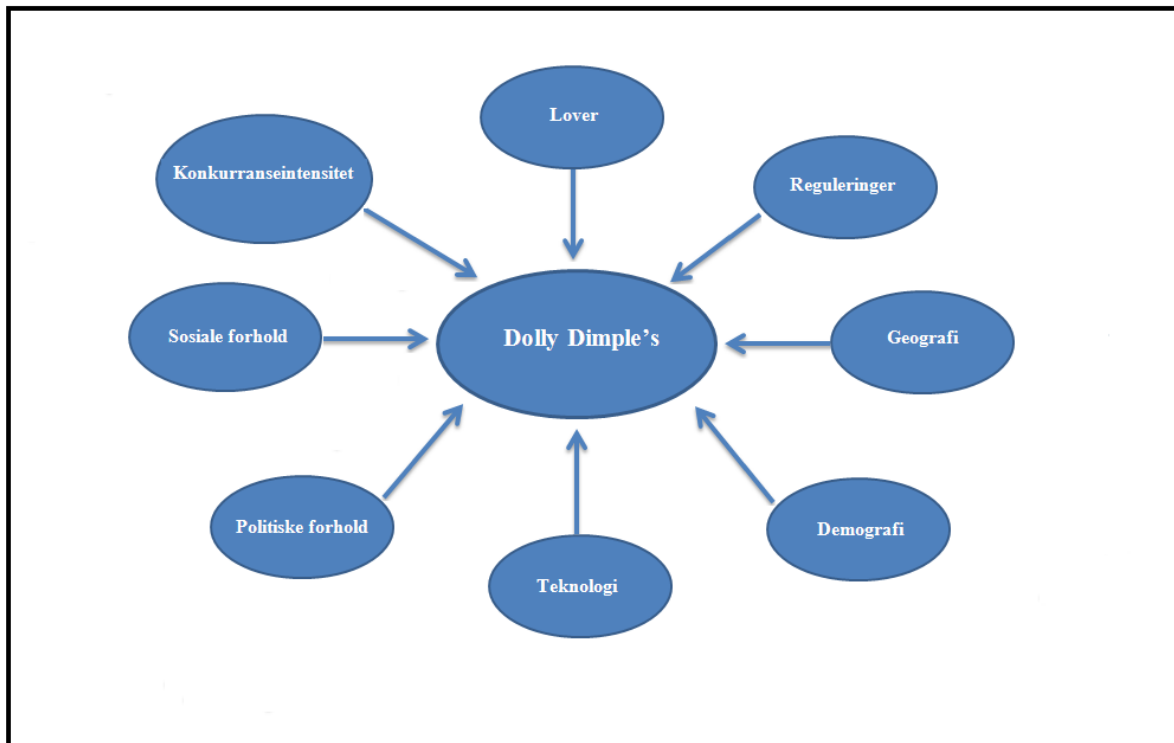 Lover
Konkurranseintensitet
Reguleringer
Sosiale forhold
Dolly Dimple’s
Geografi
Politiske forhold
Demografi
Teknologi